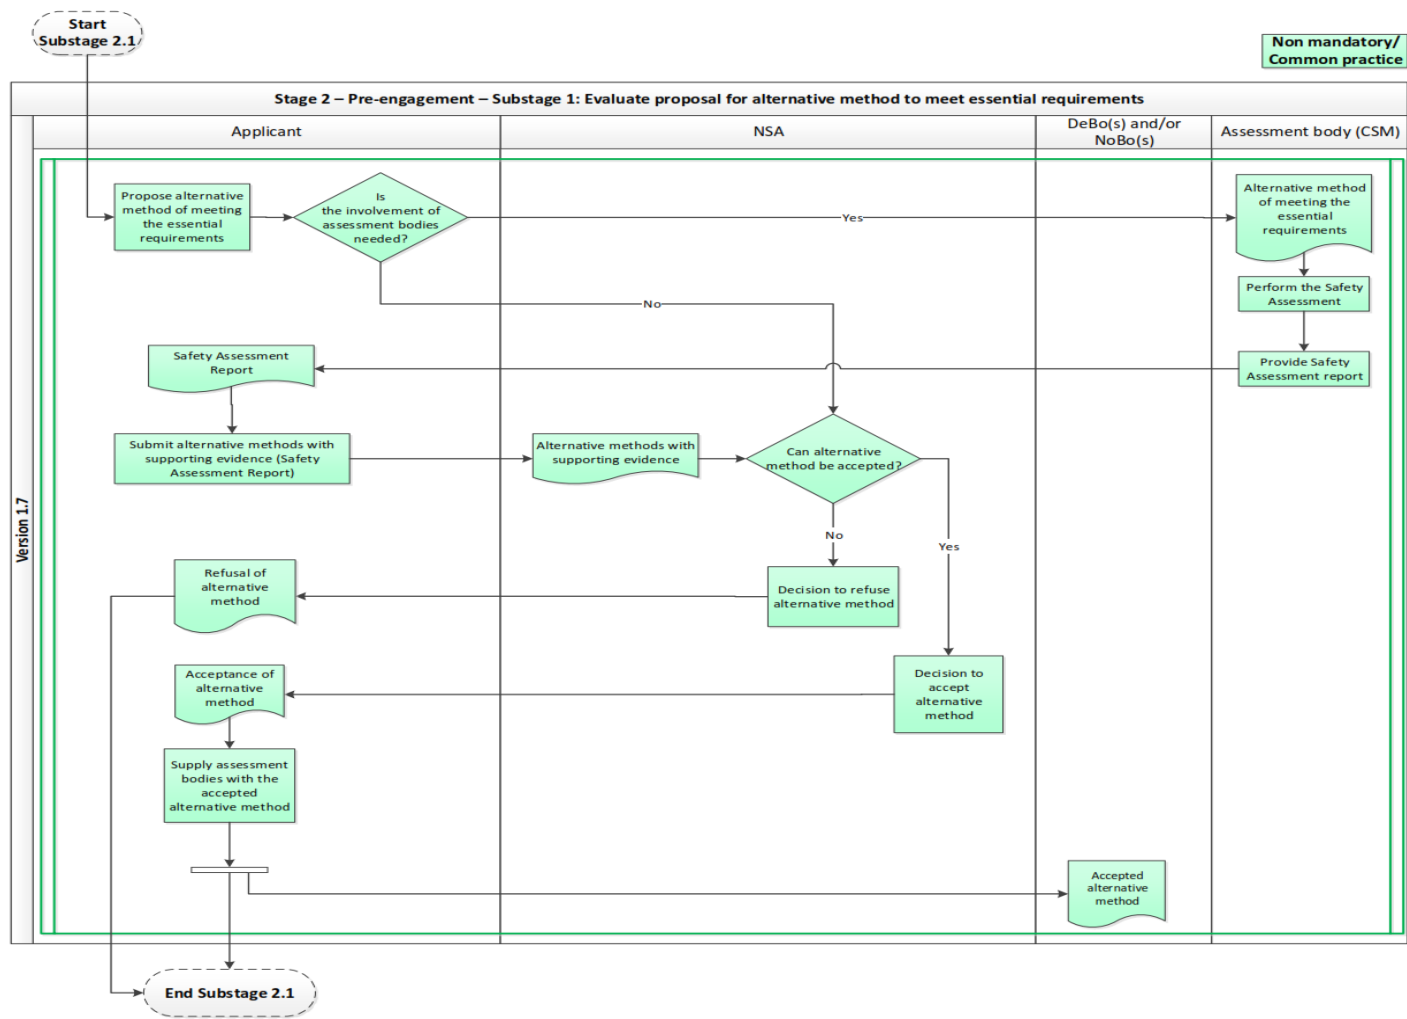 Start
Substage 2.1
Non mandatory/
Common practice
Stage 2 – Pre-engagement – Substage 1: Evaluate proposal for alternative method to meet essential requirements
Version 1.7
Applicant
NSA
DeBo(s) and/or
NoBo(s)
Assessment body (CSM)
Propose alternative
method of meeting
the essential
requirements
Is
the involvement of
assessment bodies
needed?
Yes
Alternative method
of meeting the
essential
requirements
No
Perform the Safety
Assessment
Provide Safety
Assessment report
Safety Assessment
Report
Submit alternative methods with
supporting evidence (Safety
Assessment Report)
Alternative methods with
supporting evidence
Can alternative
method be accepted?
No
Yes
Decision to refuse
alternative method
Refusal of
alternative
method
Decision to
accept
alternative
method
Acceptance of
alternative
method
Supply assessment
bodies with the
accepted
alternative method
Accepted
alternative
method
End Substage 2.1